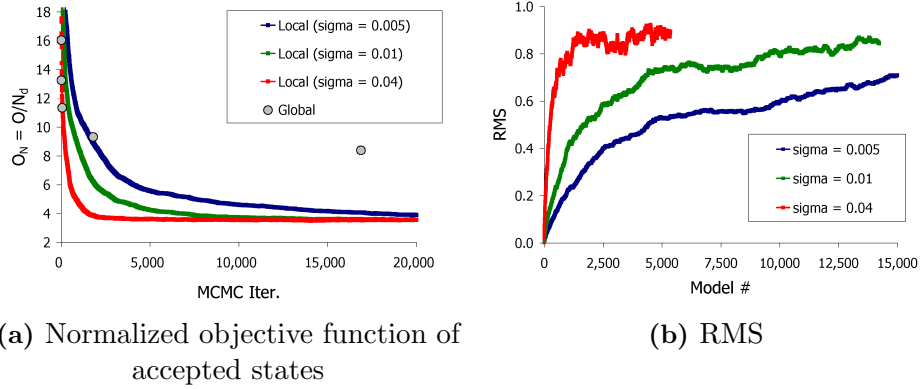 18
16
14
12
10
8
6
4
2
O_N = O/N_d
Local (sigma = 0.005)
Local (sigma = 0.01)
Local (sigma = 0.04)
Global
0
5,000
10,000
15,000
20,000
MCMC Iter.
1.0
0.8
0.6
0.4
0.2
0.0
RMS
sigma = 0.005
sigma = 0.01
sigma = 0.04
0
2,500
5,000
7,500
10,000
12,500
15,000
Model #
(a) Normalized objective function of
accepted states
(b) RMS